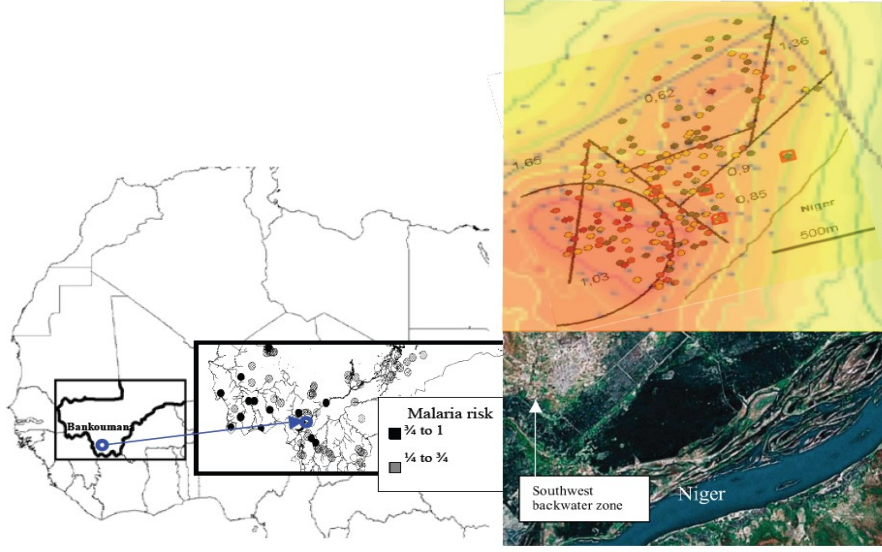 Bankoumana
Malaria risk
¾ to 1
¼ to ¾
1,36
0,62
1,65
0,9
0,85
Niger
500m
1,03
Southwest
backwater zone
Niger